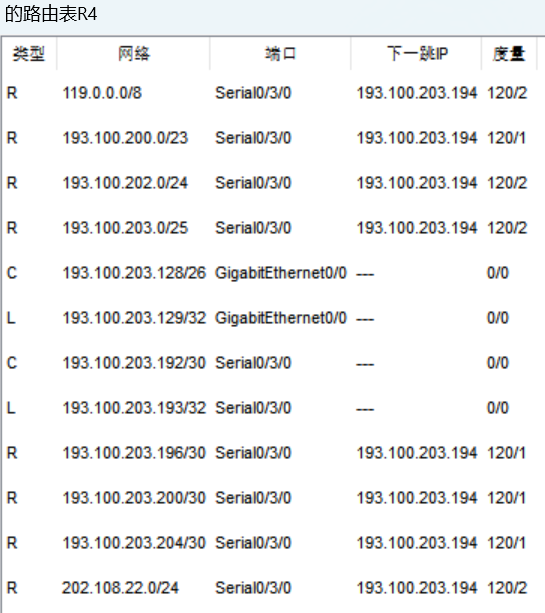 的路由表R4
类型 网络 端口 下一跳IP 度量
R 119.0.0.0/8 Serial0/3/0 193.100.203.194 120/2
R 193.100.200.0/23 Serial0/3/0 193.100.203.194 120/1
R 193.100.202.0/24 Serial0/3/0 193.100.203.194 120/2
R 193.100.203.0/25 Serial0/3/0 193.100.203.194 120/2
C 193.100.203.128/26 GigabitEthernet0/0 --- 0/0
L 193.100.203.129/32 GigabitEthernet0/0 --- 0/0
C 193.100.203.192/30 Serial0/3/0 --- 0/0
L 193.100.203.193/32 Serial0/3/0 --- 0/0
R 193.100.203.196/30 Serial0/3/0 193.100.203.194 120/1
R 193.100.203.200/30 Serial0/3/0 193.100.203.194 120/1
R 193.100.203.204/30 Serial0/3/0 193.100.203.194 120/1
R 202.108.22.0/24 Serial0/3/0 193.100.203.194 120/2